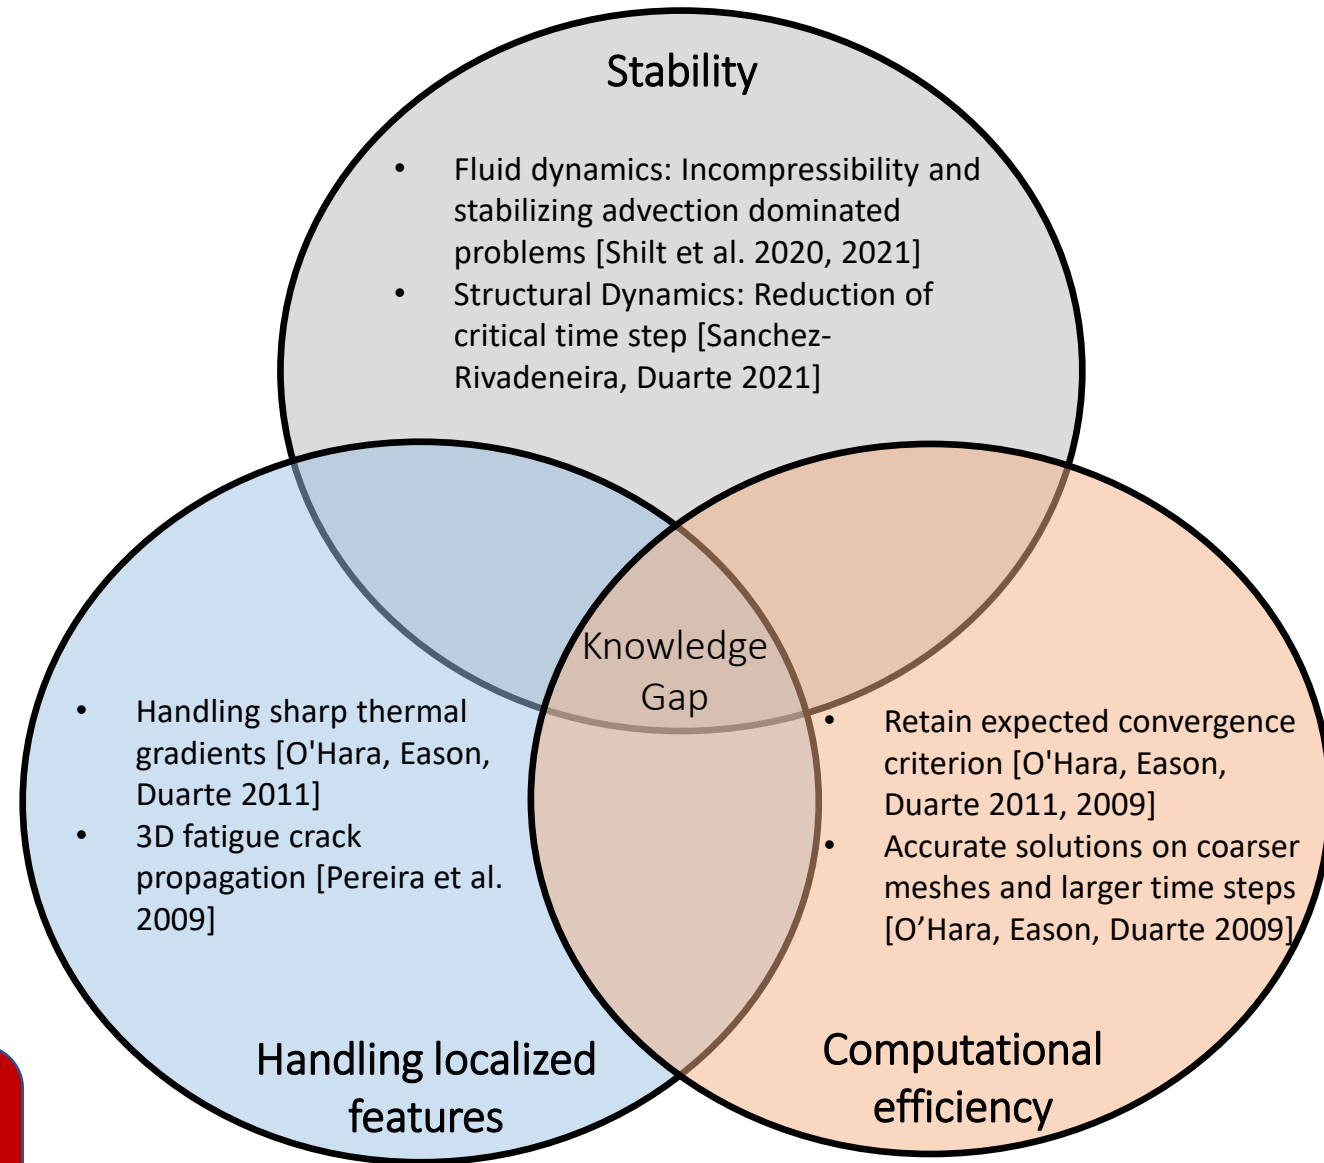 Stability
• Fluid dynamics: Incompressibility and
stabilizing advection dominated
problems [Shilt et al. 2020, 2021]
• Structural Dynamics: Reduction of
critical time step [Sanchez-
Rivadeneira, Duarte 2021]
Knowledge
Gap
• Handling sharp thermal
gradients [O'Hara, Eason,
Duarte 2011]
• 3D fatigue crack
propagation [Pereira et al.
2009]
• Retain expected convergence
criterion [O'Hara, Eason,
Duarte 2011, 2009]
• Accurate solutions on coarser
meshes and larger time steps
[O’Hara, Eason, Duarte 2009]
Handling localized
features
Computational
efficiency